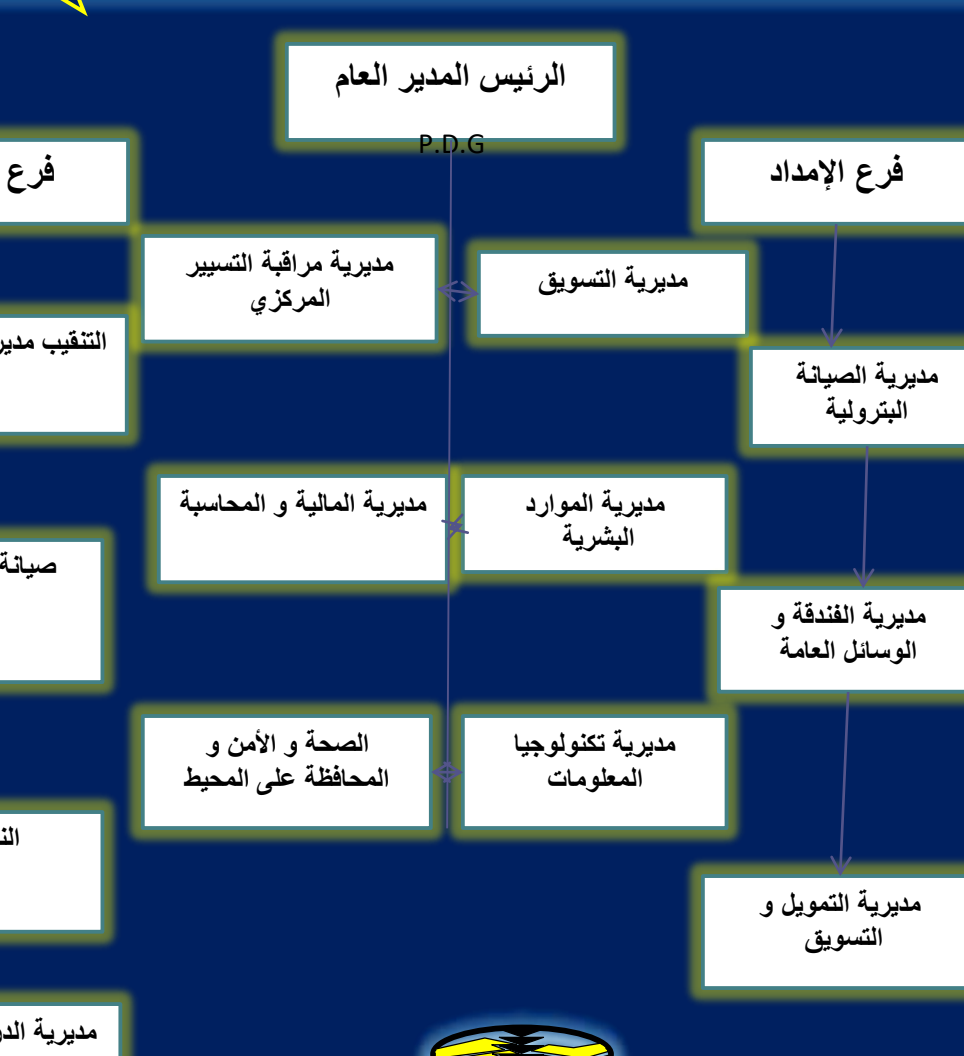 الرئيس المدير العام
P.D.G
فرع الإمداد
فرع
مديرية التسويق
مديرية مراقبة التسيير
المركزي
التنقيب
مديرية الصيانة
البترولية
مديرية الموارد
البشرية
مديرية المالية و المحاسبة
صيانة
مديرية الفندقة و
الوسائل العامة
مديرية تكنولوجيا
المعلومات
الصحة و الأمن و
المحافظة على المحيط
مديرية التمويل و
التسويق
مديرية